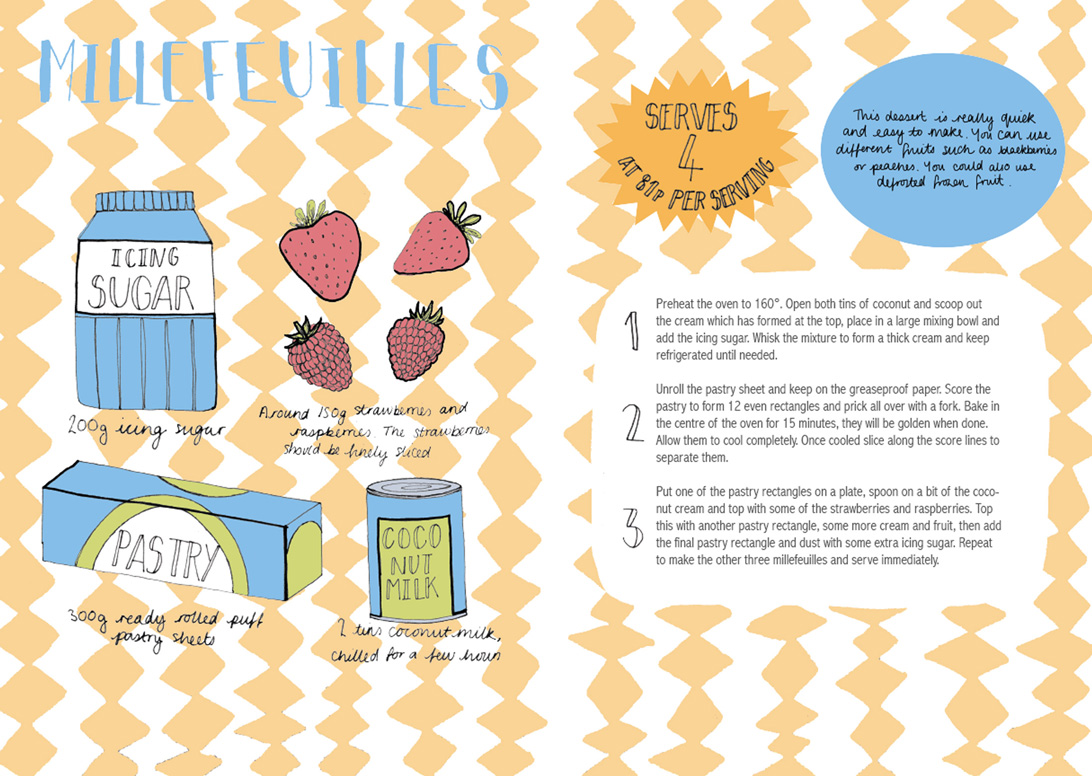 MILLEFEUILLES
ICING
SUGAR
200g icing sugar
Around 150g strawberries and
raspberries. The strawberries
should be finely sliced
PASTRY
300g ready rolled puff
pastry sheets
COCO
NUT
MILK
2 tins coconut milk,
chilled for a few hours
SERVES
4
AT 81p PER SERVING
This dessert is really quick
and easy to make. You can use
different fruits such as blackberries
or peaches. You could also use
defrosted frozen fruit.
1
Preheat the oven to 160°. Open both tins of coconut and scoop out
the cream which has formed at the top, place in a large mixing bowl and
add the icing sugar. Whisk the mixture to form a thick cream and keep
refrigerated until needed.
2
Unroll the pastry sheet and keep on the greaseproof paper. Score the
pastry to form 12 even rectangles and prick all over with a fork. Bake in
the centre of the oven for 15 minutes, they will be golden when done.
Allow them to cool completely. Once cooled slice along the score lines to
separate them.
3
Put one of the pastry rectangles on a plate, spoon on a bit of the coco-
nut cream and top with some of the strawberries and raspberries. Top
this with another pastry rectangle, some more cream and fruit, then add
the final pastry rectangle and dust with some extra icing sugar. Repeat
to make the other three millefeuilles and serve immediately.